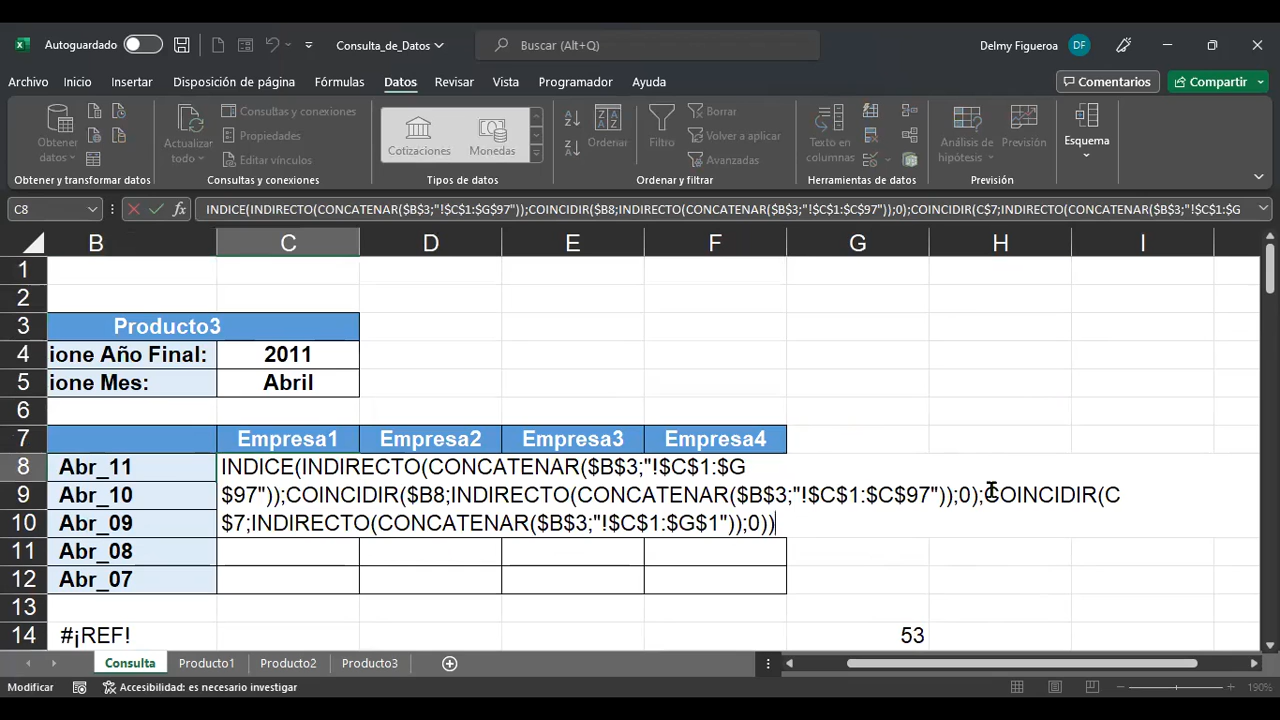 Autoguardado
Consulta_de_Datos
Buscar (Alt+Q)
Delmy Figueroa
DF
Archivo Inicio Insertar Disposición de página Fórmulas Datos Revisar Vista Programador Ayuda
Comentarios
Compartir
Obtener datos
Obtener y transformar datos
Actualizar todo
Consultas y conexiones
Propiedades
Editar vínculos
Consultas y conexiones
Cotizaciones
Monedas
Tipos de datos
Ordenar
Filtro
Borrar
Volver a aplicar
Avanzadas
Ordenar y filtrar
Texto en columnas
Herramientas de datos
Análisis de hipótesis
Previsión
Previsión
Esquema
C8
fx
INDICE(INDIRECTO(CONCATENAR($B$3;"!$C$1:$G$97"));COINCIDIR($B8;INDIRECTO(CONCATENAR($B$3;"!$C$1:$C$97"));0);COINCIDIR(C$7;INDIRECTO(CONCATENAR($B$3;"!$C$1:$G
B C D E F G H I
1
2
3 Producto3
4 ione Año Final: 2011
5 ione Mes: Abril
6
7 Empresa1 Empresa2 Empresa3 Empresa4
8 Abr_11 INDICE(INDIRECTO(CONCATENAR($B$3;"!$C$1:$G
9 Abr_10 $97"));COINCIDIR($B8;INDIRECTO(CONCATENAR($B$3;"!$C$1:$C$97"));0);COINCIDIR(C
10 Abr_09 $7;INDIRECTO(CONCATENAR($B$3;"!$C$1:$G$1"));0))
11 Abr_08
12 Abr_07
13
14 #¡REF! 53
Consulta Producto1 Producto2 Producto3
Modificar
Accesibilidad: es necesario investigar
190%